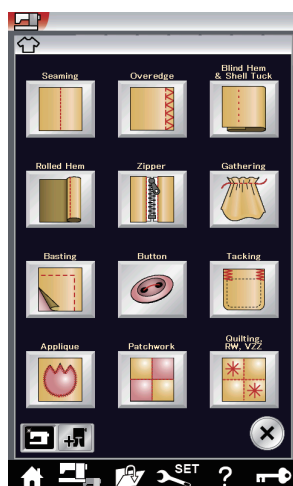 Seaming
Overedge
Blind Hem
& Shell Tuck
Rolled Hem
Zipper
Gathering
Basting
Button
Tacking
Applique
Patchwork
Quilting,
RW, VZZ
SET
?